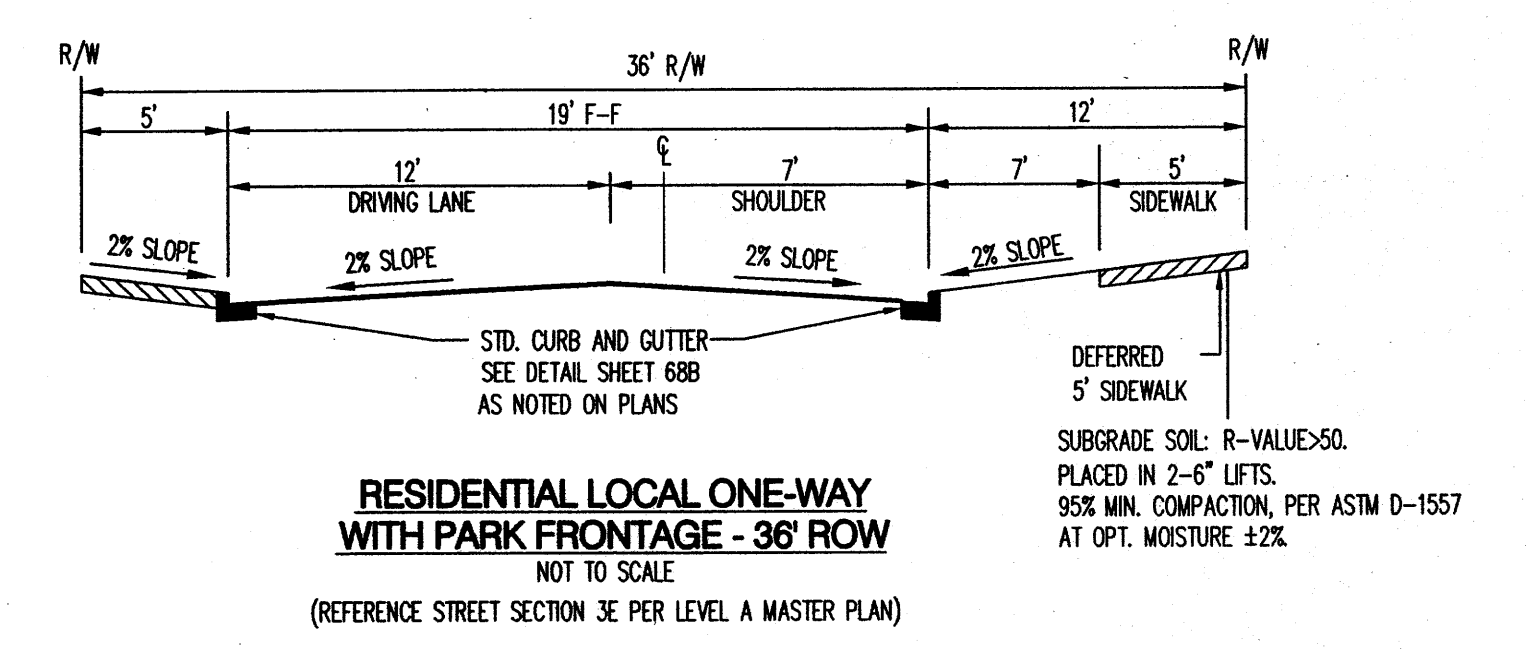 R/W
R/W
36' R/W
5'
19' F-F
12'
℄
12'
7'
7'
5'
DRIVING LANE
SHOULDER
SIDEWALK
2% SLOPE
2% SLOPE
2% SLOPE
2% SLOPE
STD. CURB AND GUTTER
SEE DETAIL SHEET 68B
AS NOTED ON PLANS
DEFERRED
5' SIDEWALK
SUBGRADE SOIL: R-VALUE>50.
PLACED IN 2-6" LIFTS.
95% MIN. COMPACTION, PER ASTM D-1557
AT OPT. MOISTURE ±2%.
RESIDENTIAL LOCAL ONE-WAY
WITH PARK FRONTAGE - 36' ROW
NOT TO SCALE
(REFERENCE STREET SECTION 3E PER LEVEL A MASTER PLAN)